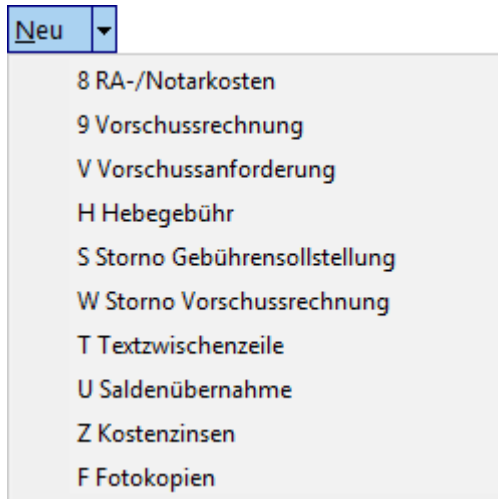 Neu
8 RA-/Notarkosten
9 Vorschussrechnung
V Vorschussanforderung
H Hebegebühr
S Storno Gebührensollstellung
W Storno Vorschussrechnung
T Textzwischenzeile
U Saldenübernahme
Z Kostenzinsen
F Fotokopien